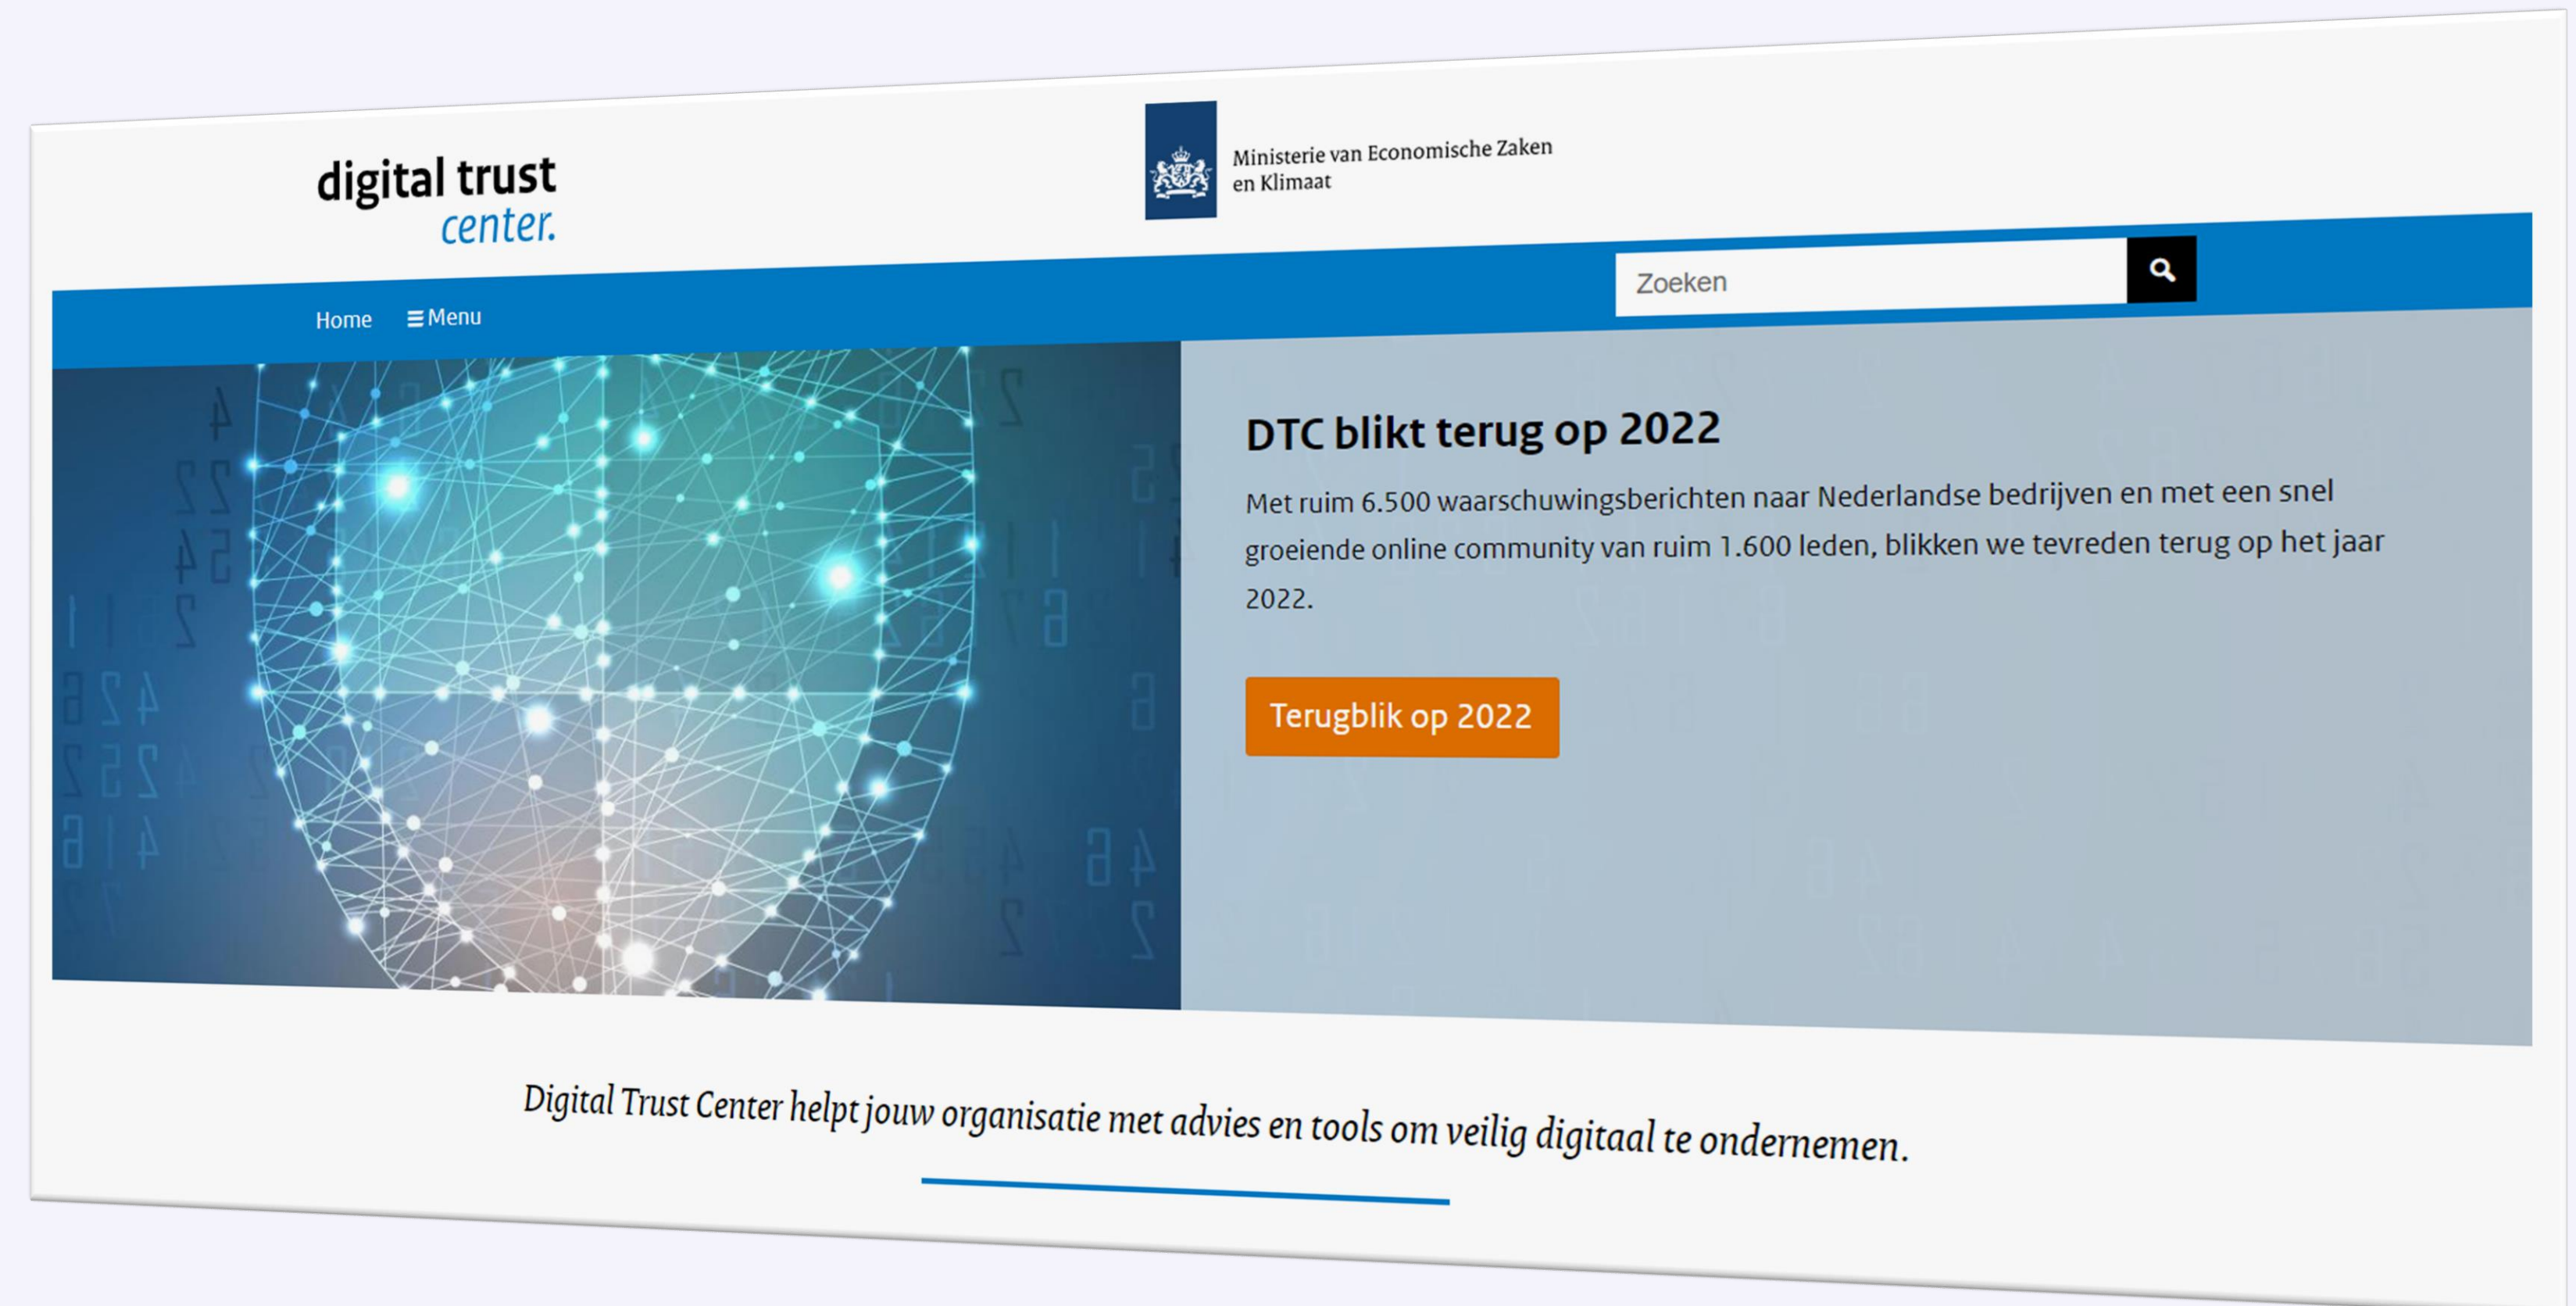 digital trust
center.
Ministerie van Economische Zaken
en Klimaat
Home Menu
Zoeken
DTC blikt terug op 2022
Met ruim 6.500 waarschuwingsberichten naar Nederlandse bedrijven en met een snel
groeiende online community van ruim 1.600 leden, blikken we tevreden terug op het jaar
2022.
Terugblik op 2022
Digital Trust Center helpt jouw organisatie met advies en tools om veilig digitaal te ondernemen.